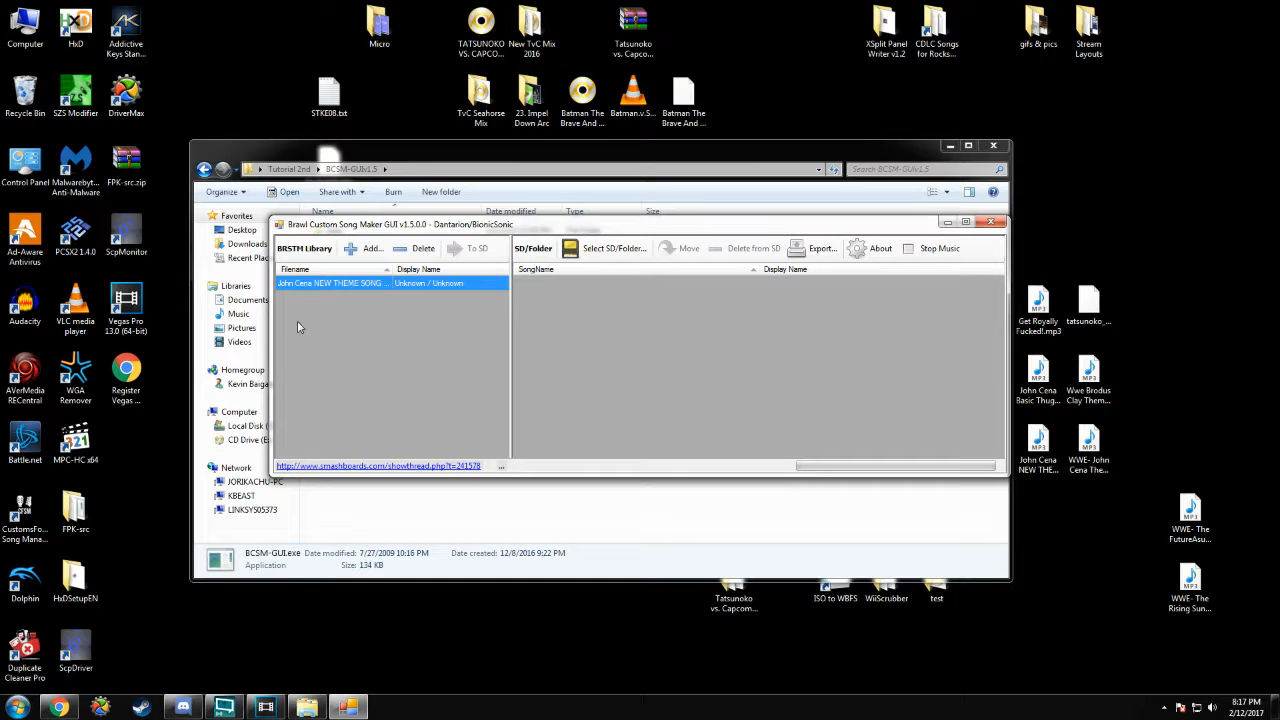 Computer
HxD
Addictive
Keys Stan...
Micro
TATSUNOKO
VS. CAPCO...
New TvC Mix
2016
Tatsunoko
vs. Capco...
XSplit Panel
Writer v1.2
CDLC Songs
for Rocks...
gifs & pics
Stream
Layouts
Recycle Bin
SZS Modifier
DriverMax
STKE08.txt
TvC Seahorse
Mix
23. Impel
Down Arc
Batman The
Brave And ...
Batman.v.S...
Batman The
Brave And ...
Control Panel
Malwarebyt...
Anti-Malware
FPK-src.zip
Tutorial 2nd
BCSM-GUIv1.5
Search BCSM-GUIv1.5
Organize
Open
Share with
Burn
New folder
Name
Date modified
Type
Size
Favorites
Desktop
Downloads
Recent Plac
Libraries
Documents
Music
Pictures
Videos
Homegroup
Kevin Baiga
Computer
Local Disk (
CD Drive (E
Network
JORIKACHU-PC
KBEAST
LINKSYS05373
Brawl Custom Song Maker GUI v1.5.0.0 - Dantarion/BionicSonic
BRSTM Library
Add...
Delete
To SD
SD/Folder
Select SD/Folder...
Move
Delete from SD
Export...
About
Stop Music
Filename
Display Name
SongName
Display Name
John Cena NEW THEME SONG ...
Unknown / Unknown
http://www.smashboards.com/showthread.php?t=241578
...
BCSM-GUI.exe
Date modified: 7/27/2009 10:16 PM
Date created: 12/8/2016 9:22 PM
Application
Size: 134 KB
Ad-Aware
Antivirus
PCSX2 1.4.0
ScpMonitor
Audacity
VLC media
player
Vegas Pro
13.0 (64-bit)
Get Royally
Fucked!.mp3
tatsunoko_...
AVerMedia
RECentral
WGA
Remover
Register
Vegas ...
John Cena
Basic Thug...
Wwe Brodus
Clay Them...
Battle.net
MPC-HC x64
John Cena
NEW THE...
WWE- John
Cena The...
CustomsFo...
Song Mana...
FPK-src
WWE- The
FutureAsu...
Dolphin
HxDSetupEN
Tatsunoko
vs. Capcom...
ISO to WBFS
WiiScrubber
test
WWE- The
Rising Sun...
Duplicate
Cleaner Pro
ScpDriver
8:17 PM
2/12/2017